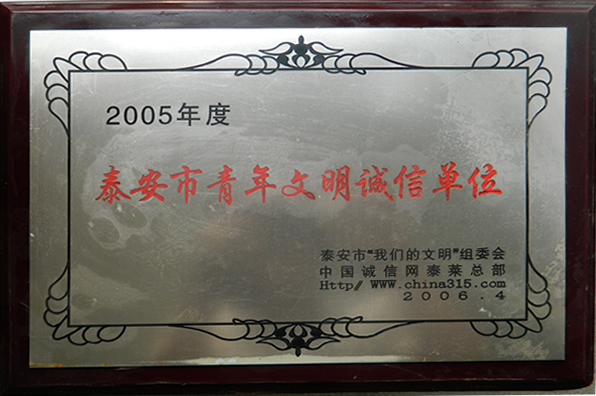 2005年度
泰安市青年文明诚信单位
泰安市“我们的文明”组委会
中国诚信网泰莱总部
Http// www.china315.com
2006.4